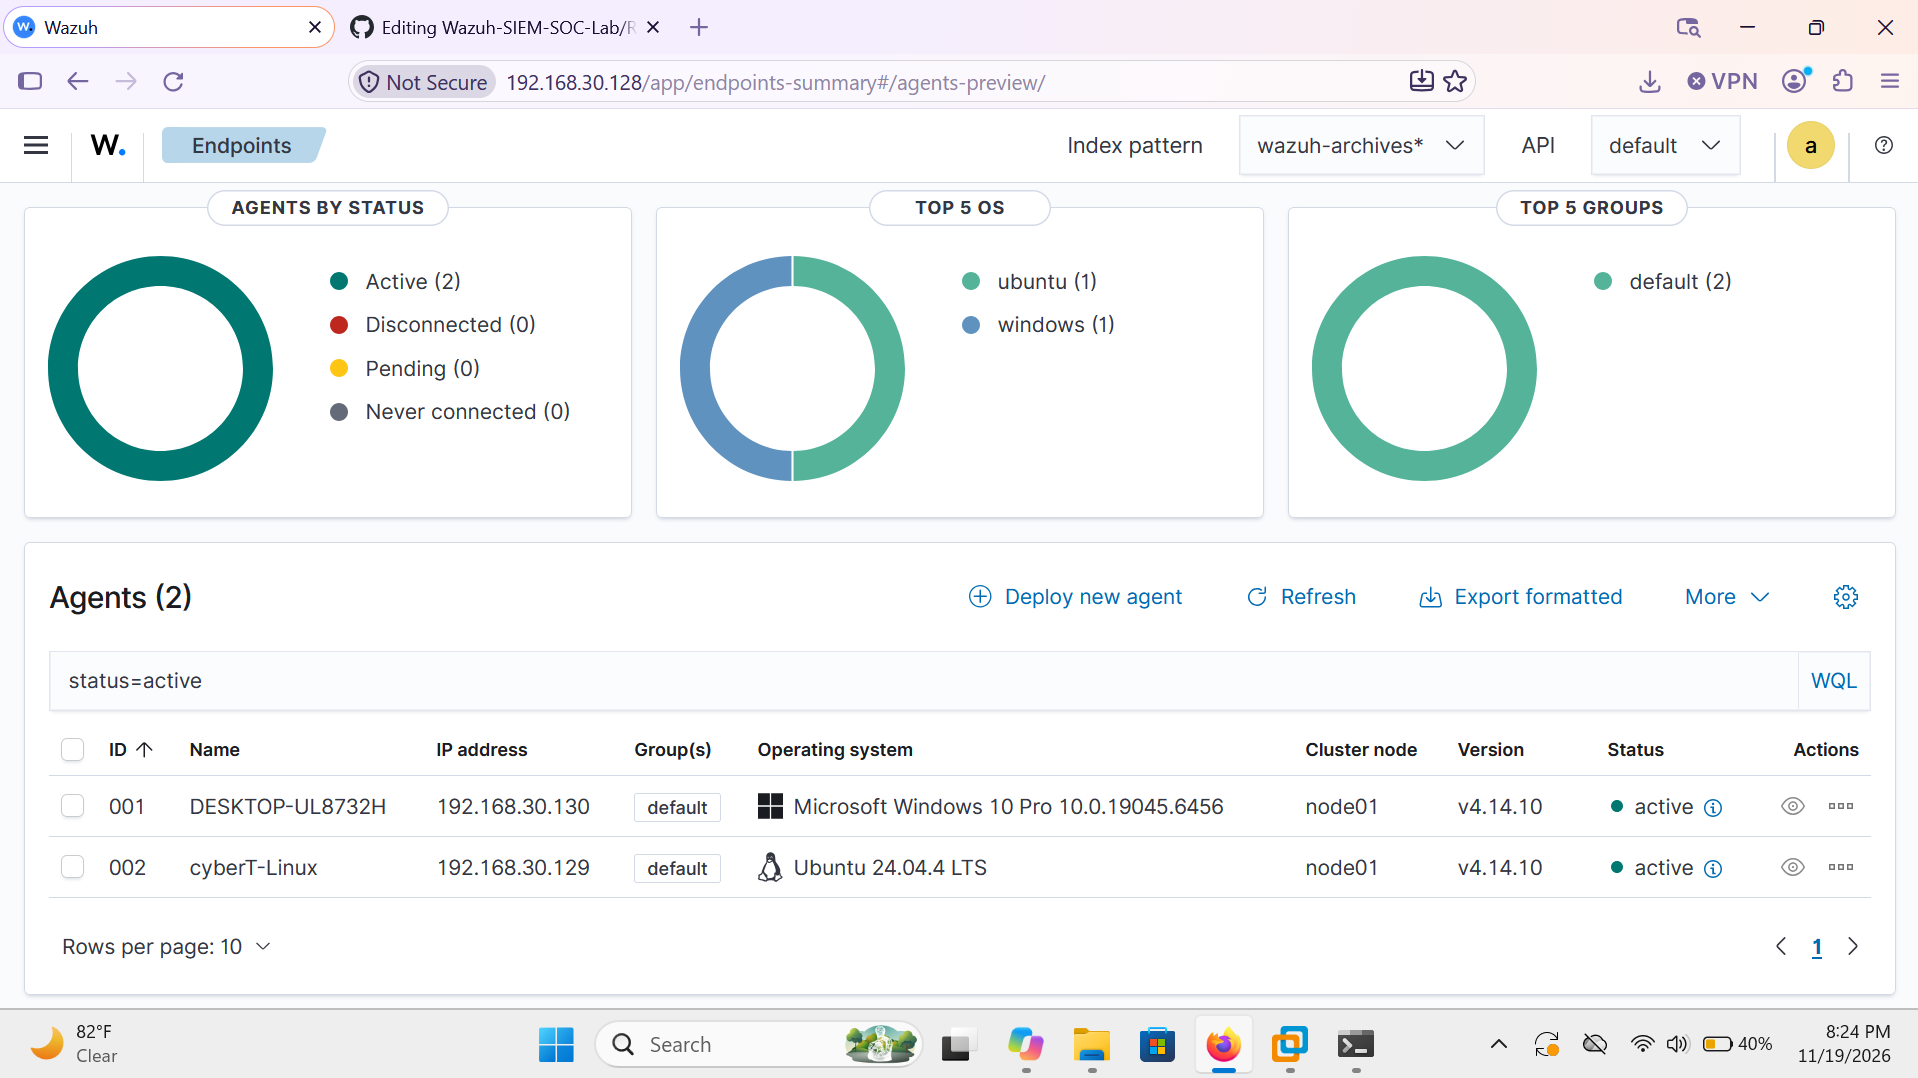 Wazuh
Editing Wazuh-SIEM-SOC-Lab/R
Not Secure 192.168.30.128/app/endpoints-summary#/agents-preview/
VPN
W. Endpoints Index pattern wazuh-archives* API default a
AGENTS BY STATUS
Active (2)
Disconnected (0)
Pending (0)
Never connected (0)
TOP 5 OS
ubuntu (1)
windows (1)
TOP 5 GROUPS
default (2)
Agents (2) Deploy new agent Refresh Export formatted More
status=active WQL
ID Name IP address Group(s) Operating system Cluster node Version Status Actions
001 DESKTOP-UL8732H 192.168.30.130 default Microsoft Windows 10 Pro 10.0.19045.6456 node01 v4.14.10 active
002 cyberT-Linux 192.168.30.129 default Ubuntu 24.04.4 LTS node01 v4.14.10 active
Rows per page: 10 1
82°F
Clear
Search
40%
8:24 PM
11/19/2026